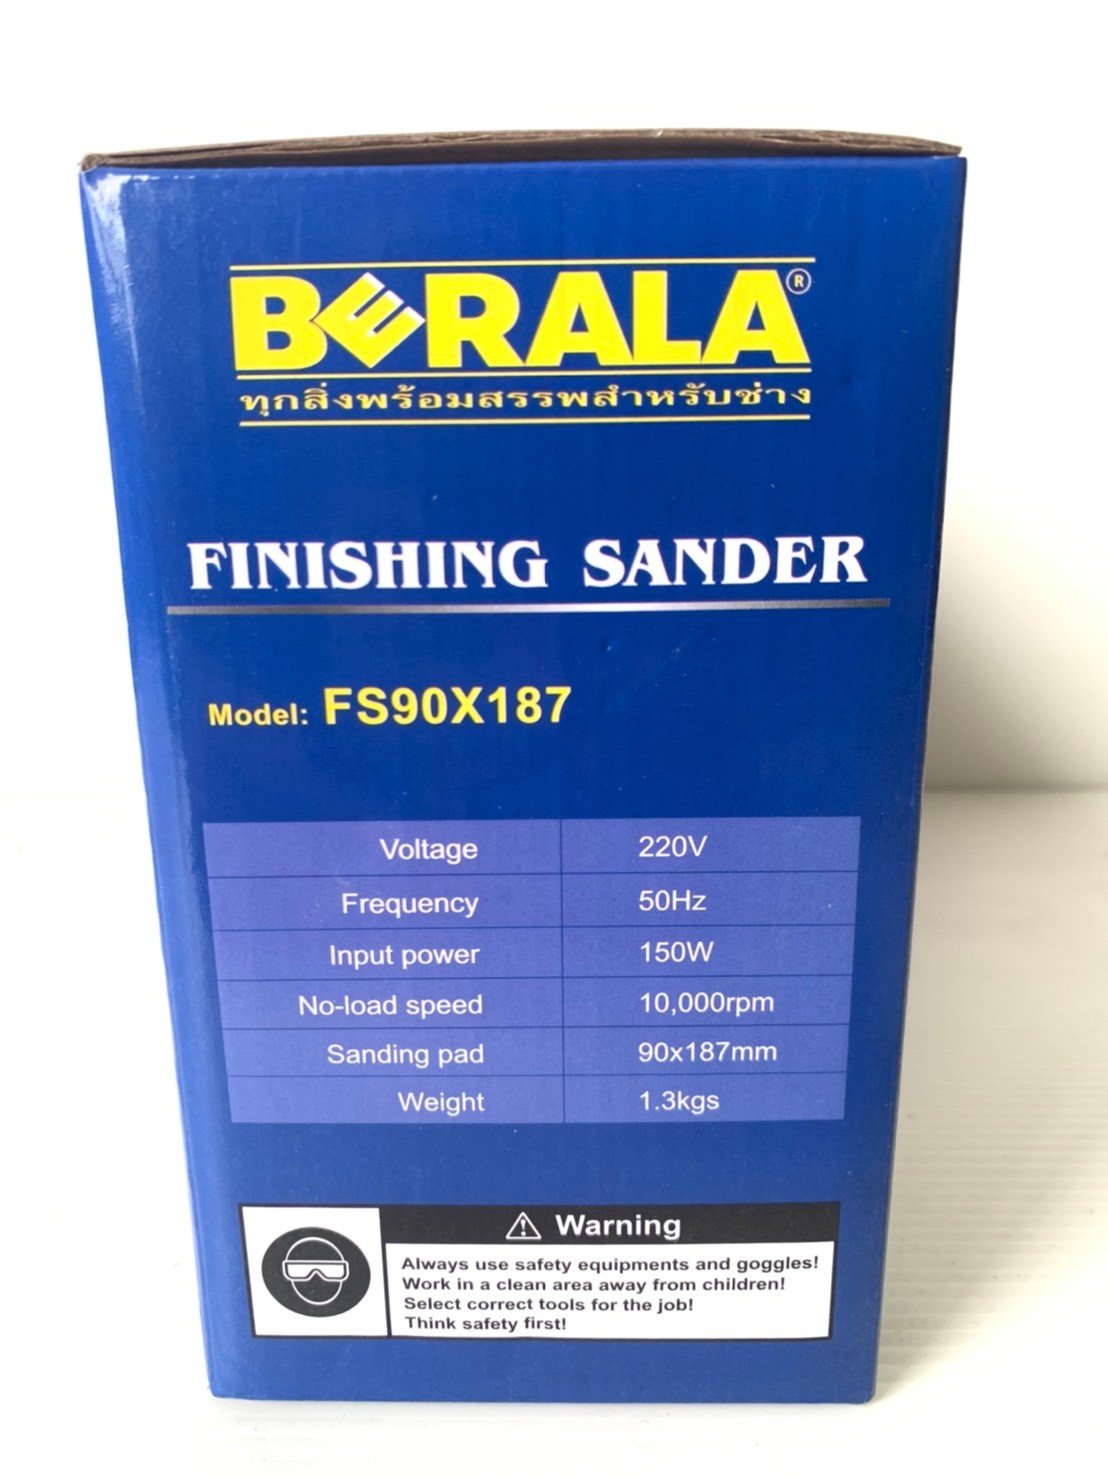 BERALA®
ทุกสิ่งพร้อมสรรพสำหรับช่าง
FINISHING SANDER
Model: FS90X187
Voltage 220V
Frequency 50Hz
Input power 150W
No-load speed 10,000rpm
Sanding pad 90x187mm
Weight 1.3kgs
Warning
Always use safety equipments and goggles!
Work in a clean area away from children!
Select correct tools for the job!
Think safety first!